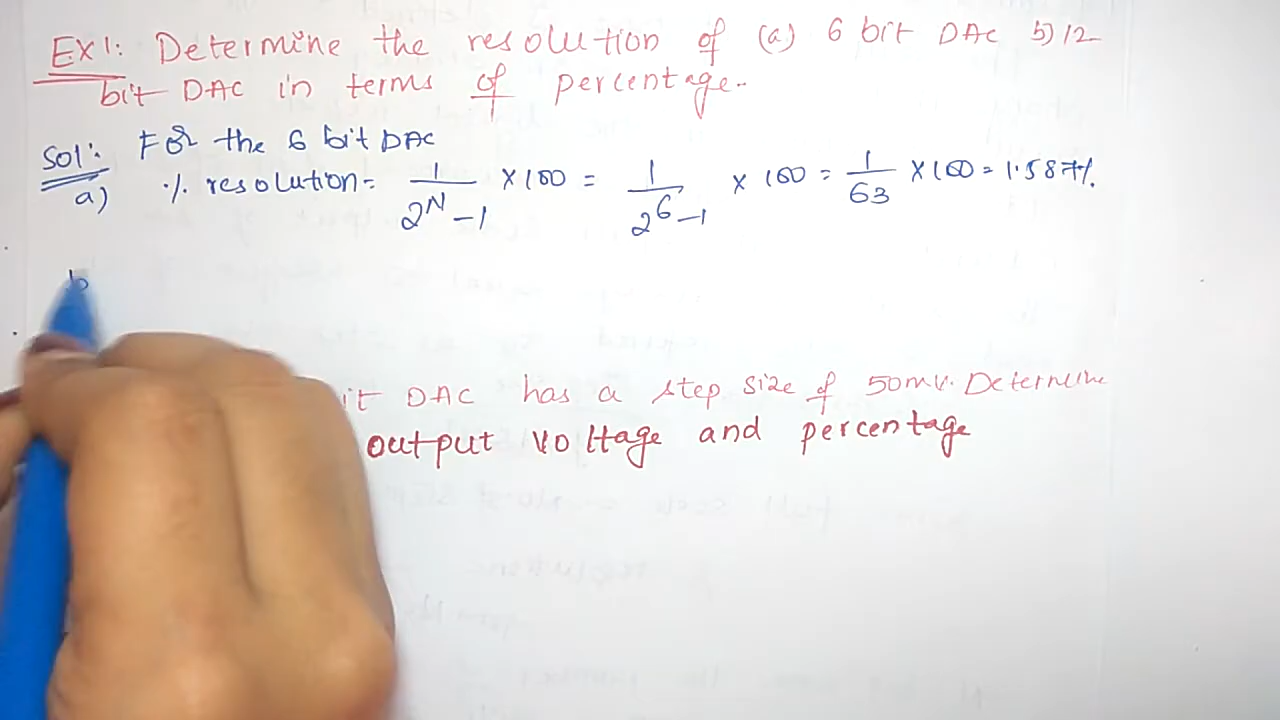 Ex1: Determine the resolution of (a) 6 bit DAC b) 12
bit DAC in terms of percentage.
Sol: For the 6 bit DAC
a) % resolution = 1/2^N - 1 × 100 = 1/2^6 - 1 × 100 = 1/63 × 100 = 1.587%.
b
it DAC has a step size of 50mv. Determine
output voltage and percentage